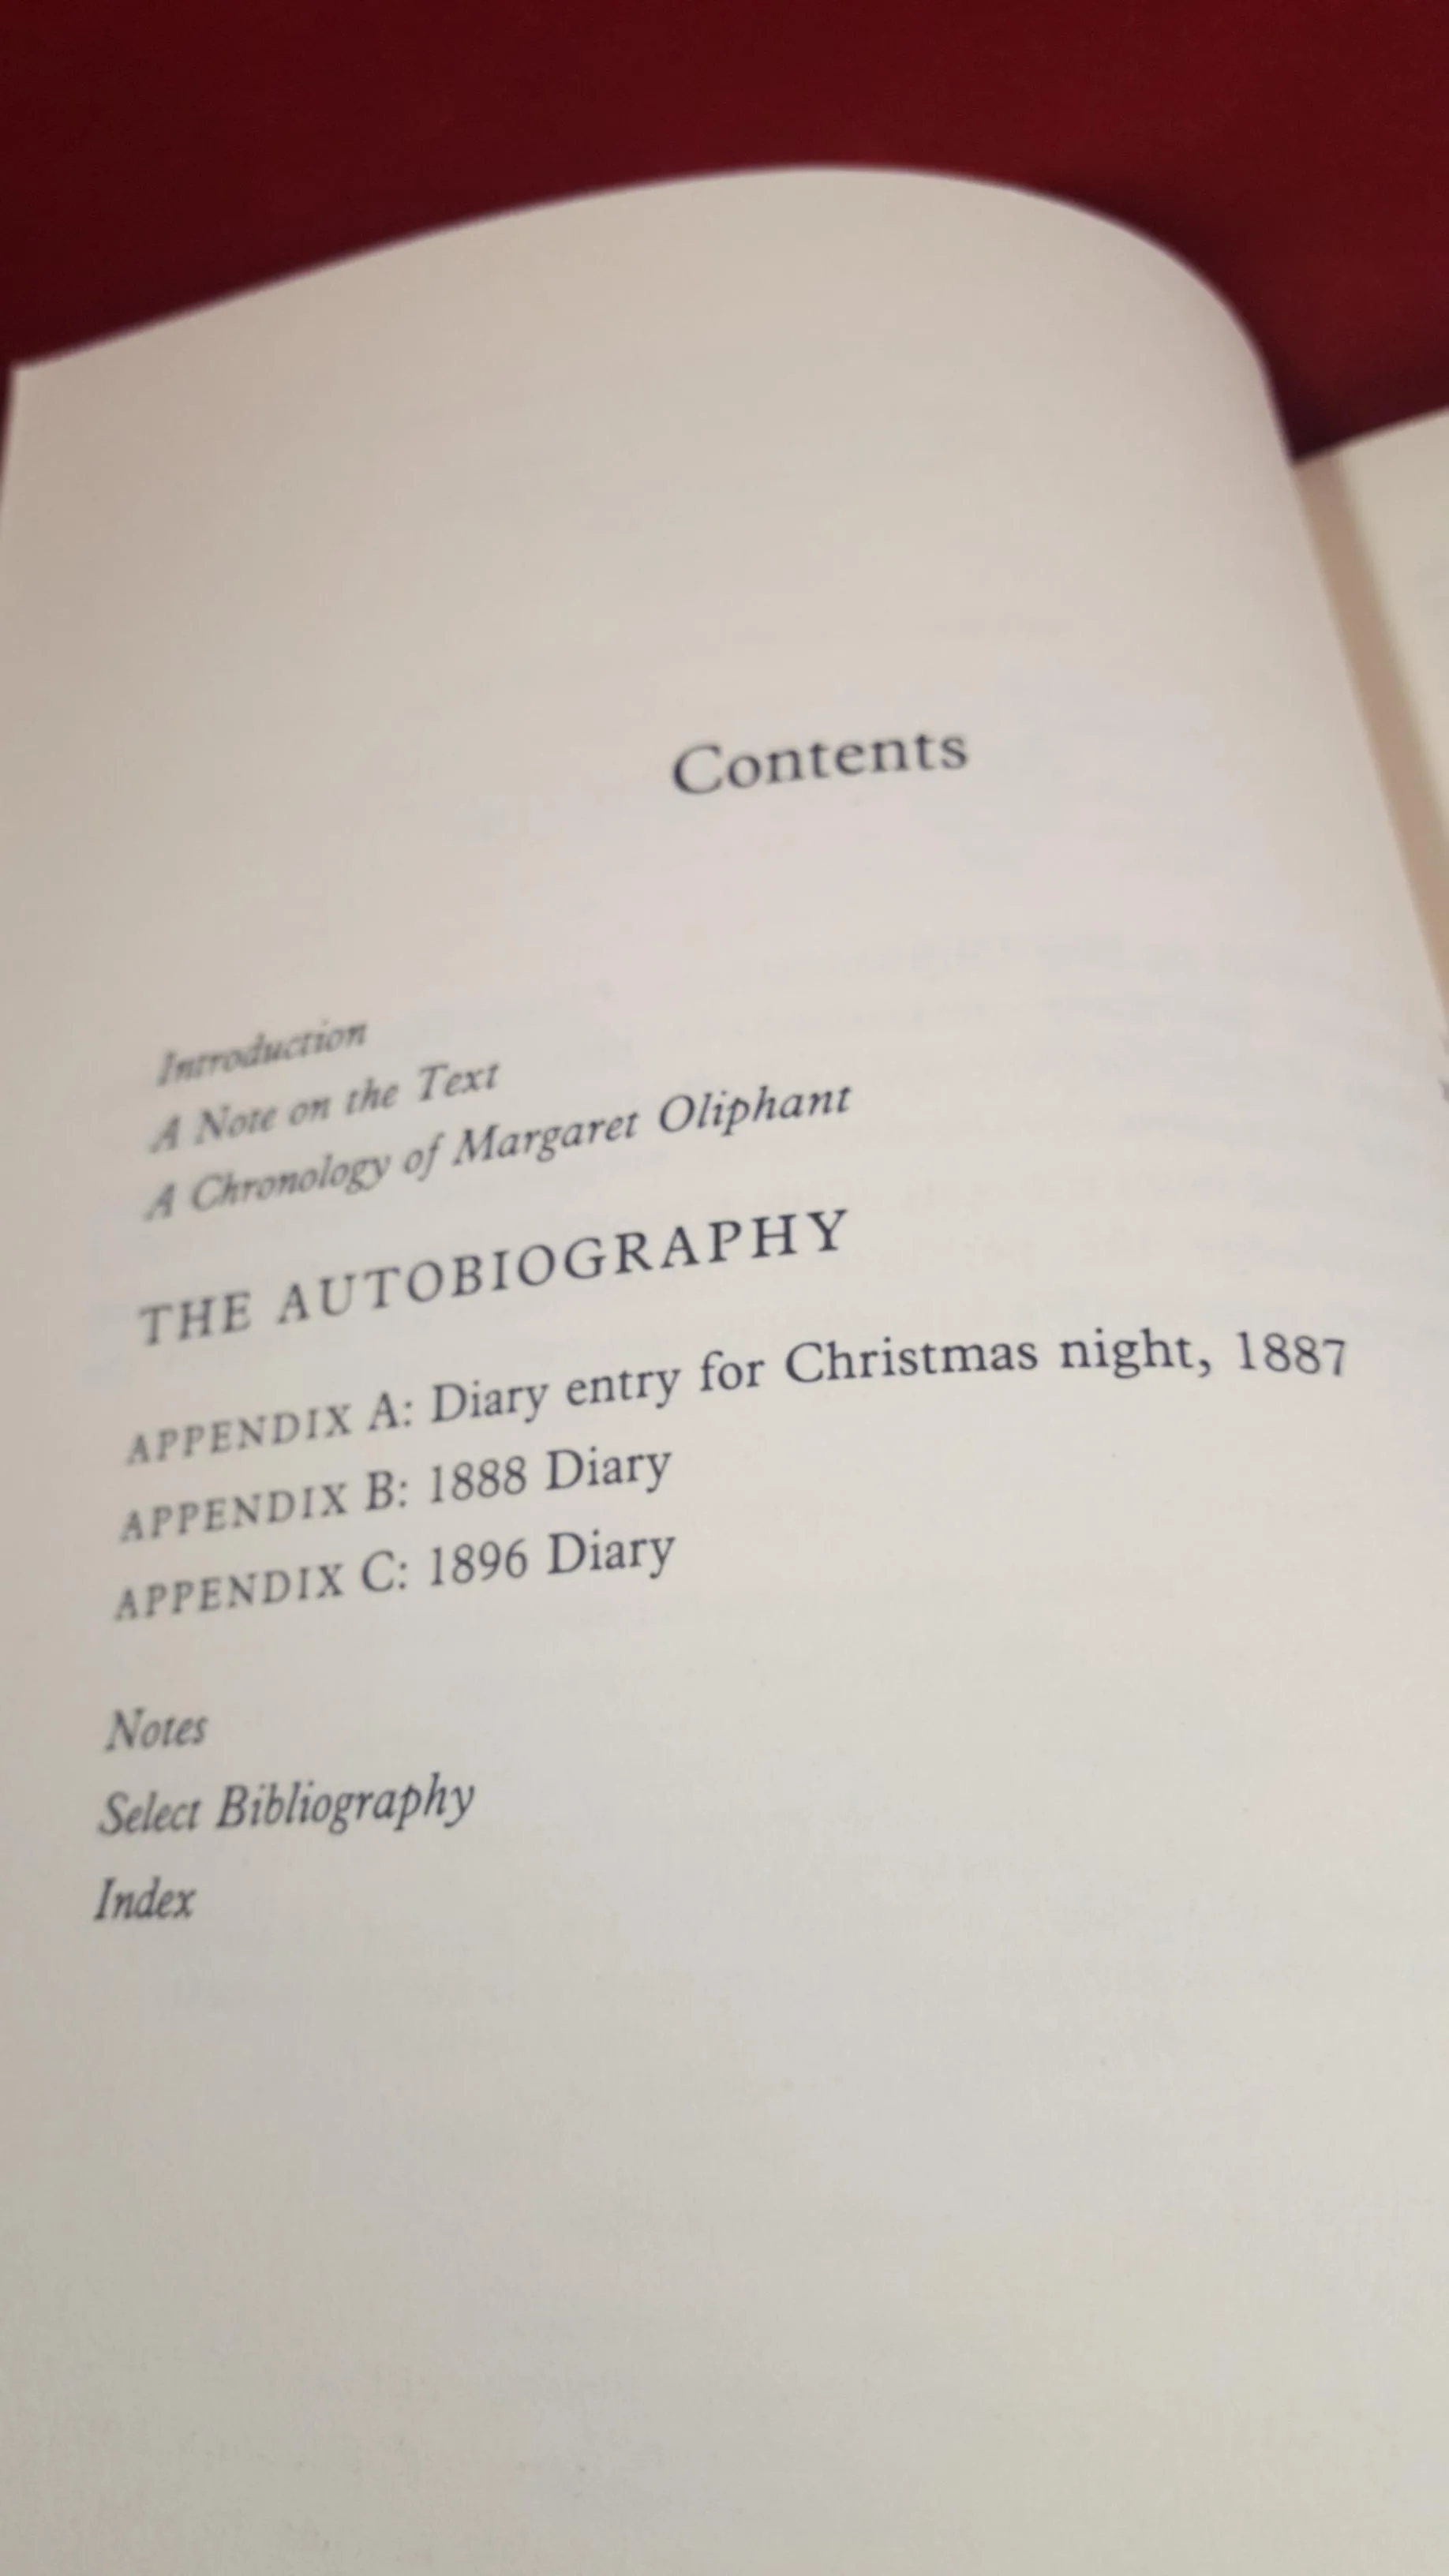 Contents
Introduction
A Note on the Text
A Chronology of Margaret Oliphant
THE AUTOBIOGRAPHY
APPENDIX A: Diary entry for Christmas night, 1887
APPENDIX B: 1888 Diary
APPENDIX C: 1896 Diary
Notes
Select Bibliography
Index